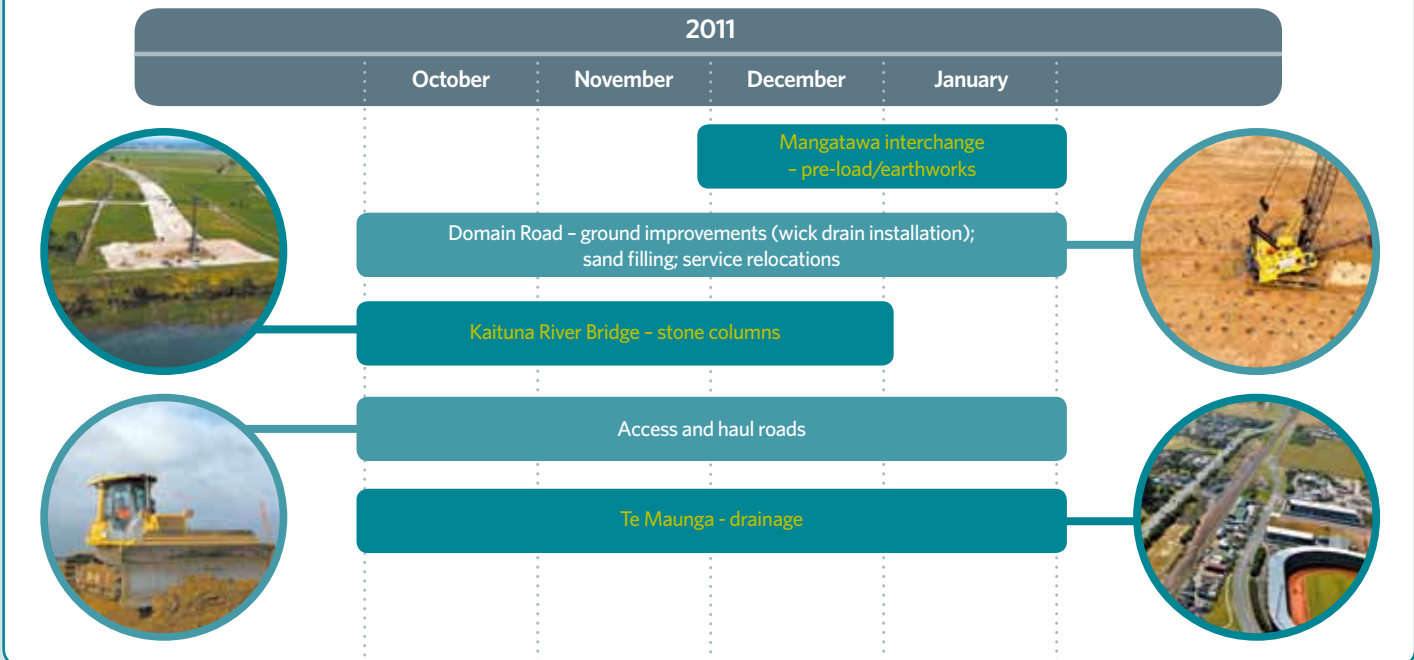 2011
October November December January
Mangatawa interchange
– pre-load/earthworks
Domain Road – ground improvements (wick drain installation);
sand filling; service relocations
Kaituna River Bridge – stone columns
Access and haul roads
Te Maunga - drainage